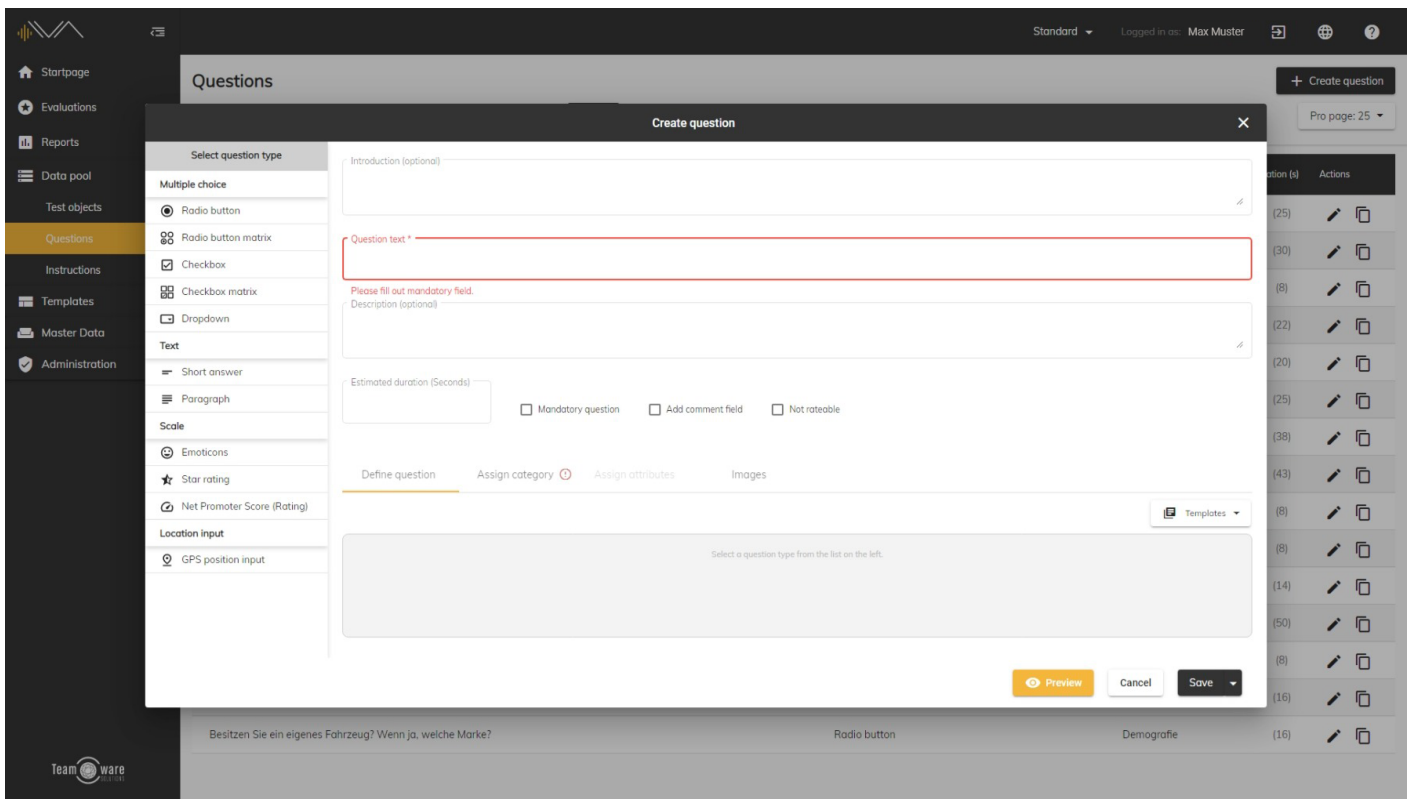 Standard
Logged in as: Max Muster
Startpage
Evaluations
Reports
Data pool
Test objects
Questions
Instructions
Templates
Master Data
Administration
Team ware
SOLUTIONS
Questions
Create question
Pro page: 25
Create question
Select question type
Multiple choice
Radio button
Radio button matrix
Checkbox
Checkbox matrix
Dropdown
Text
Short answer
Paragraph
Scale
Emoticons
Star rating
Net Promoter Score (Rating)
Location input
GPS position input
Introduction (optional)
Question text *
Please fill out mandatory field.
Description (optional)
Estimated duration (Seconds)
Mandatory question
Add comment field
Not rateable
Define question
Assign category
Assign attributes
Images
Templates
Select a question type from the list on the left.
Preview
Cancel
Save
(s) Actions
(25)
(30)
(8)
(22)
(20)
(25)
(38)
(43)
(8)
(8)
(14)
(50)
(8)
(16)
Besitzen Sie ein eigenes Fahrzeug? Wenn ja, welche Marke? Radio button Demografie (16)